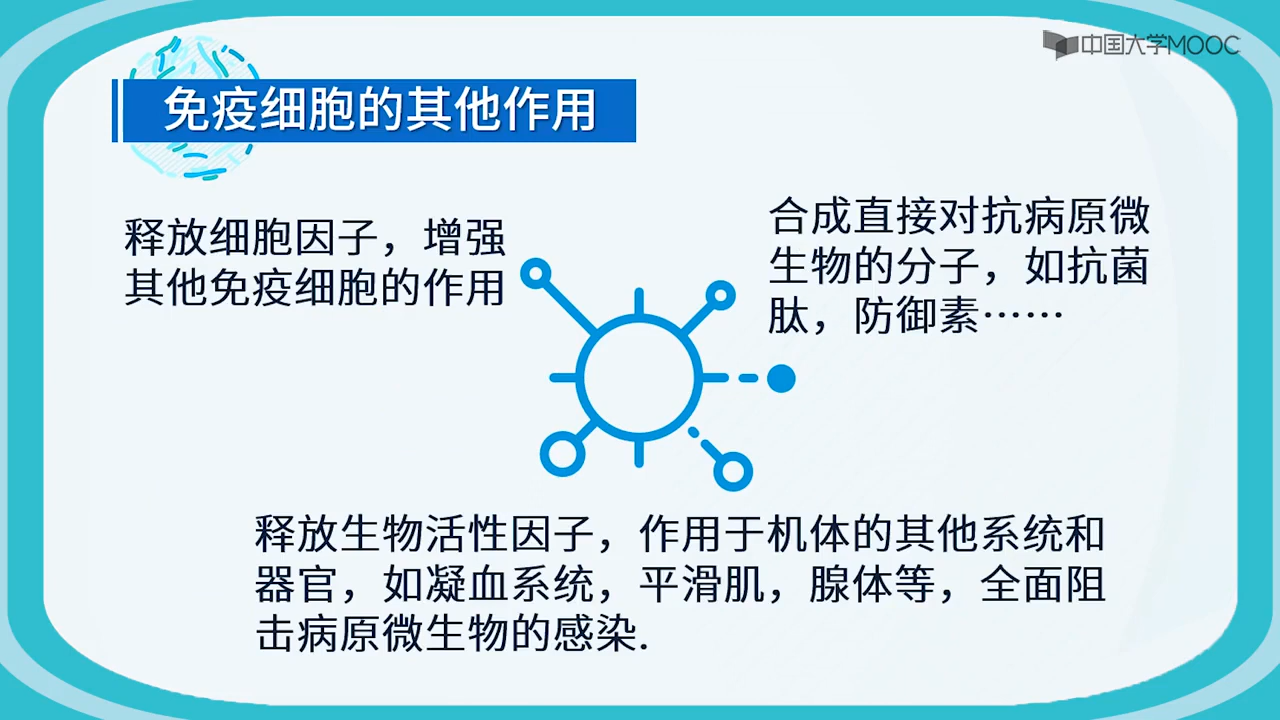 中国大学MOOC
免疫细胞的其他作用
释放细胞因子，增强
其他免疫细胞的作用
合成直接对抗病原微
生物的分子，如抗菌
肽，防御素……
释放生物活性因子，作用于机体的其他系统和
器官，如凝血系统，平滑肌，腺体等，全面阻
击病原微生物的感染.